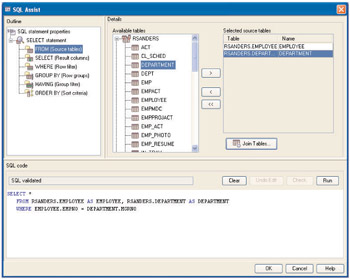 SQL Assist
Outline
SQL statement properties
SELECT statement
FROM (Source tables)
SELECT (Result columns)
WHERE (Row filter)
GROUP BY (Row groups)
HAVING (Group filter)
ORDER BY (Sort criteria)
Details
Available tables
RSANDERS
ACT
CL_SCHED
DEPARTMENT
DEPT
EMP
EMPACT
EMPLOYEE
EMPMDC
EMPPROJACT
EMP_ACT
EMP_PHOTO
EMP_RESUME
>
<
<<
Selected source tables
Table Name
RSANDERS.EMPLOYEE EMPLOYEE
RSANDERS.DEPART... DEPARTMENT
Join Tables...
SQL code
SQL validated
Clear
Undo Edit
Check
Run
SELECT *
FROM RSANDERS.EMPLOYEE AS EMPLOYEE, RSANDERS.DEPARTMENT AS DEPARTMENT
WHERE EMPLOYEE.EMPNO = DEPARTMENT.MGRNO
OK
Cancel
Help